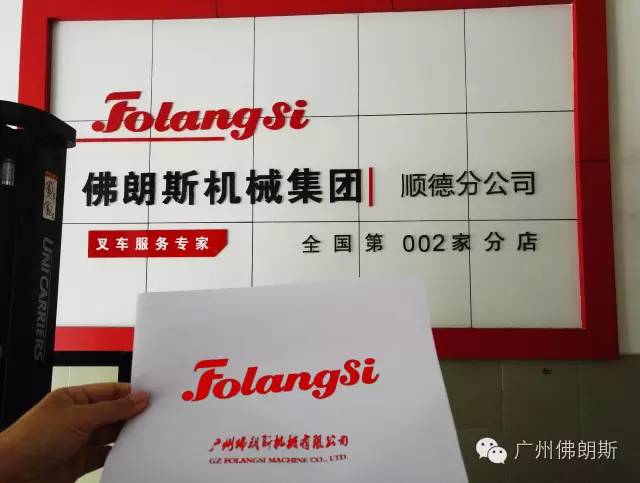 Folangsi
佛朗斯机械集团 顺德分公司
叉车服务专家
全国第002家分店
UNICARRIERS
Folangsi
广州佛朗斯机械有限公司
GZ FOLANGSI MACHINE CO., LTD.
广州佛朗斯